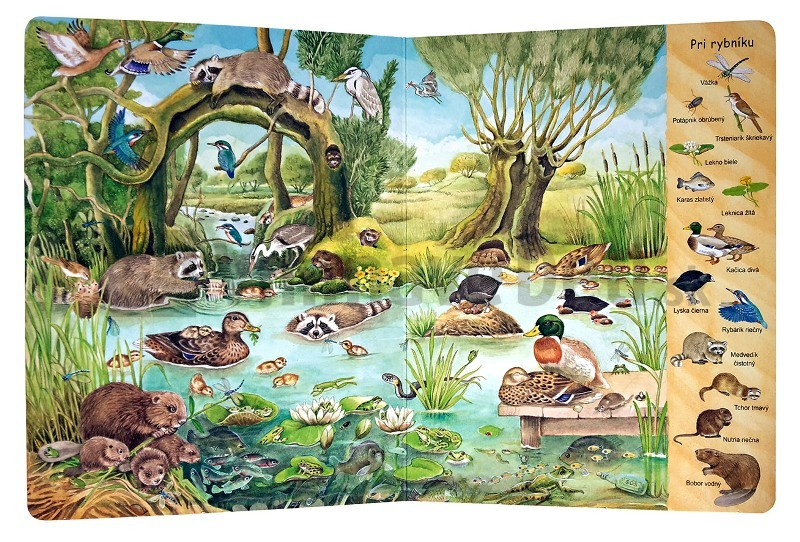 Pri rybníku
Vážka
Potápnik obrúbený
Trsteniarik škriekavý
Lekno biele
Karas zlatistý
Leknica žltá
Kačica divá
Lyska čierna
Rybárik riečny
Medvedík
čistotný
Tchor tmavý
Nutria riečna
Bobor vodný